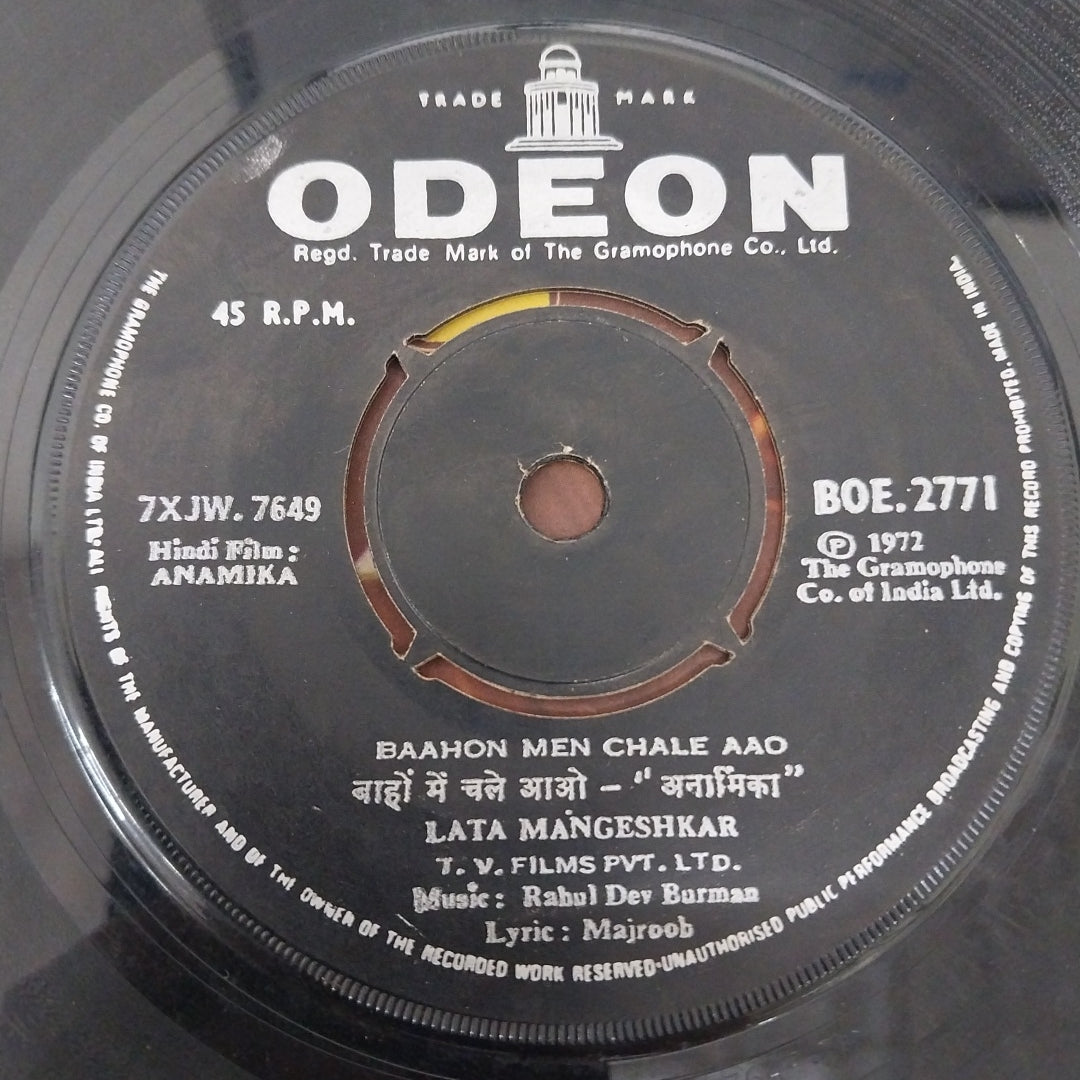 TRADE MARK
ODEON
Regd. Trade Mark of The Gramophone Co., Ltd.
45 R.P.M.
7XJW. 7649
Hindi Film :
ANAMIKA
BOE.2771
Ⓟ 1972
The Gramophone
Co. of India Ltd.
BAAHON MEN CHALE AAO
बाहों में चले आओ – "अनामिका"
LATA MANGESHKAR
T. V. FILMS PVT. LTD.
Music : Rahul Dev Burman
Lyric : Majroob
THE GRAMOPHONE CO. OF INDIA LTD. ALL RIGHTS OF THE MANUFACTURER AND OF THE OWNER OF THE RECORDED WORK RESERVED-UNAUTHORISED PUBLIC PERFORMANCE BROADCASTING AND COPYING OF THIS RECORD PROHIBITED. MADE IN INDIA.